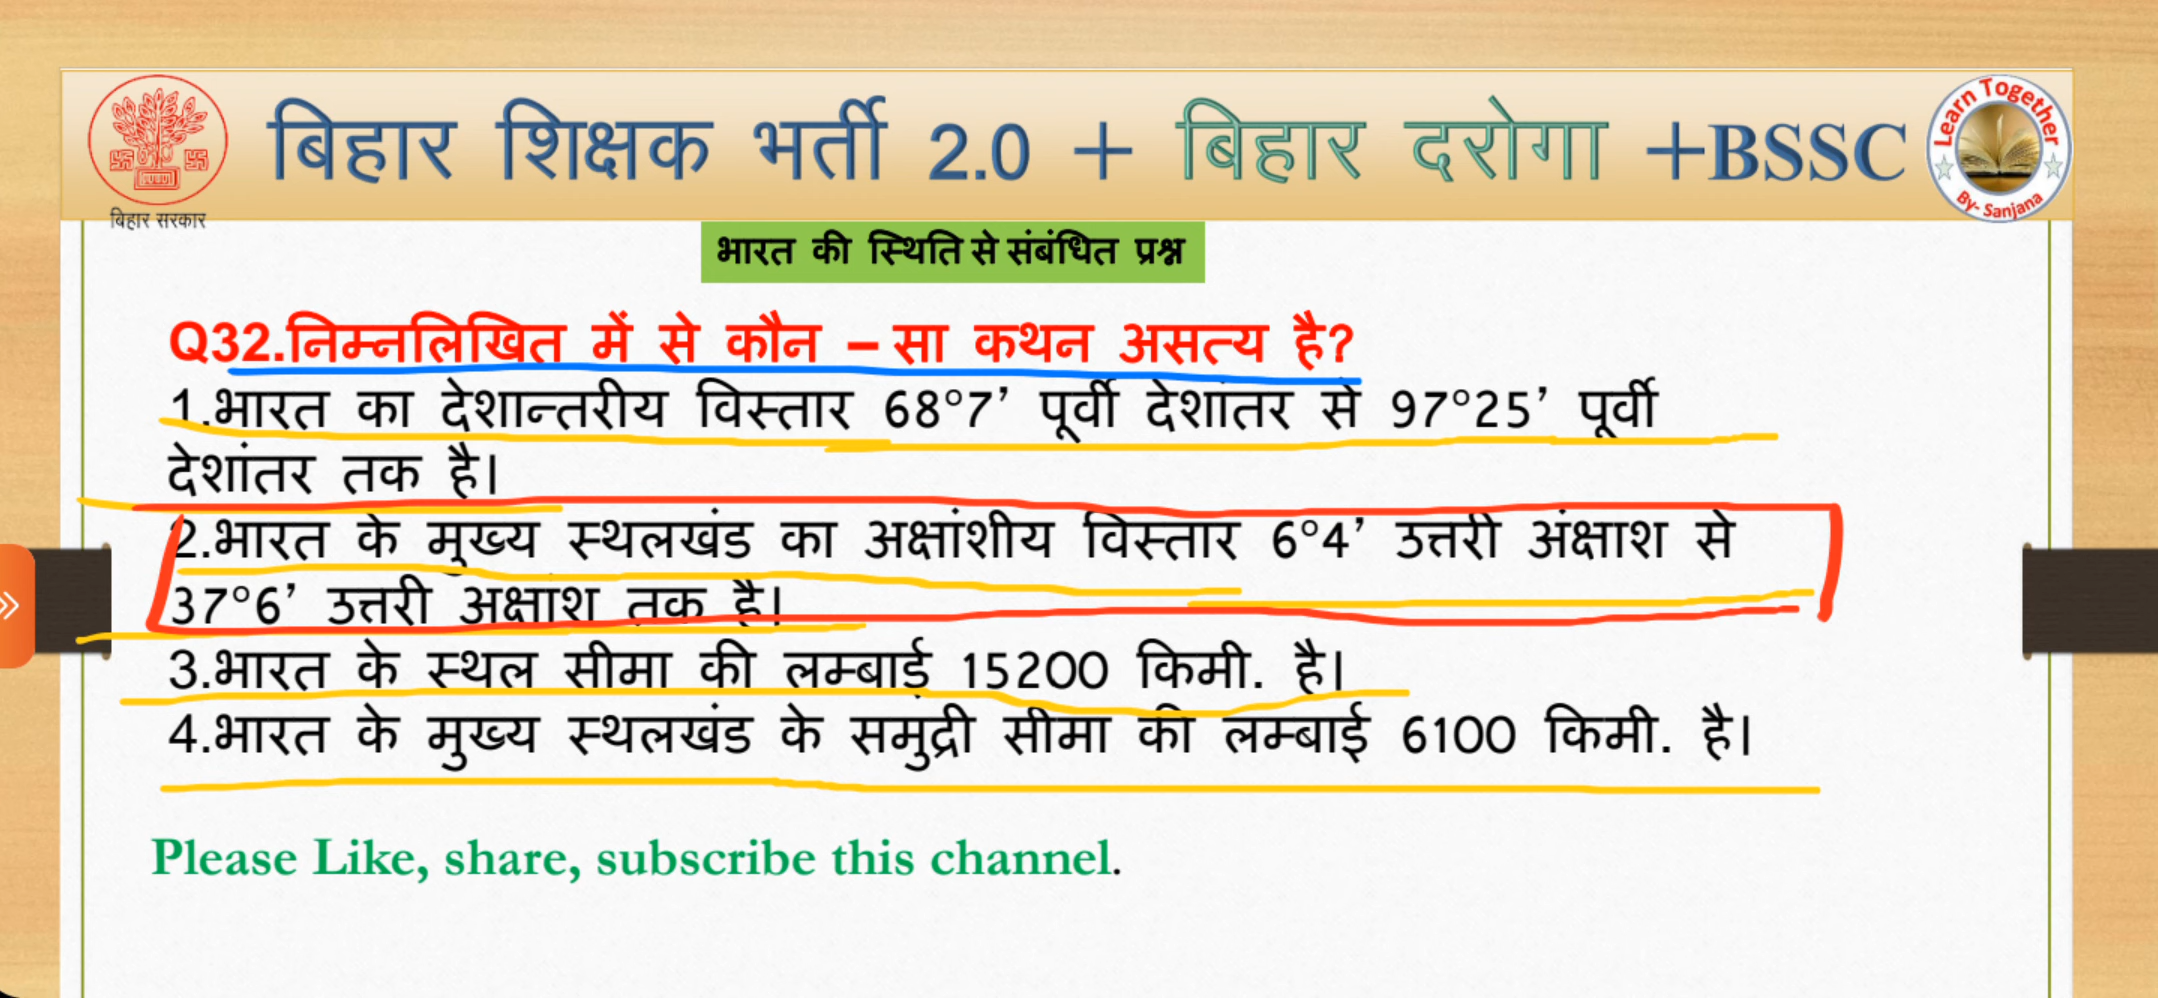 बिहार शिक्षक भर्ती 2.0 + बिहार दरोगा +BSSC
Learn Together
By- Sanjana
बिहार सरकार
भारत की स्थिति से संबंधित प्रश्न
Q32.निम्नलिखित में से कौन – सा कथन असत्य है?
1.भारत का देशान्तरीय विस्तार 68°7’ पूर्वी देशांतर से 97°25’ पूर्वी
देशांतर तक है।
2.भारत के मुख्य स्थलखंड का अक्षांशीय विस्तार 6°4’ उत्तरी अंक्षाश से
37°6’ उत्तरी अक्षांश तक है।
3.भारत के स्थल सीमा की लम्बाई 15200 किमी. है।
4.भारत के मुख्य स्थलखंड के समुंद्री सीमा की लम्बाई 6100 किमी. है।
Please Like, share, subscribe this channel.